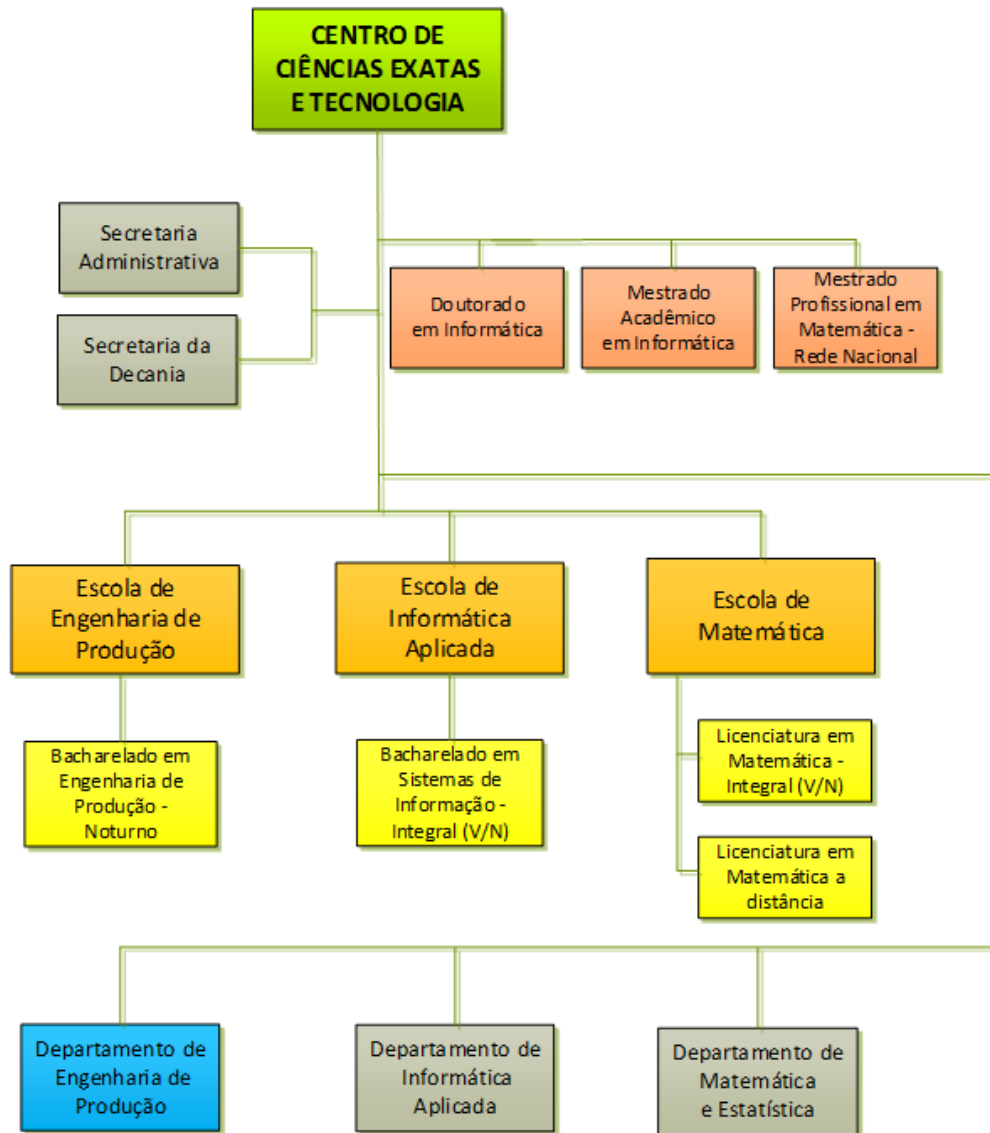 CENTRO DE
CIÊNCIAS EXATAS
E TECNOLOGIA
Secretaria
Administrativa
Secretaria da
Decania
Doutorado
em Informática
Mestrado
Acadêmico
em Informática
Mestrado
Profissional em
Matemática -
Rede Nacional
Escola de
Engenharia de
Produção
Escola de
Informática
Aplicada
Escola de
Matemática
Bacharelado em
Engenharia de
Produção -
Noturno
Bacharelado em
Sistemas de
Informação -
Integral (V/N)
Licenciatura em
Matemática -
Integral (V/N)
Licenciatura em
Matemática a
distância
Departamento de
Engenharia de
Produção
Departamento de
Informática
Aplicada
Departamento de
Matemática
e Estatística